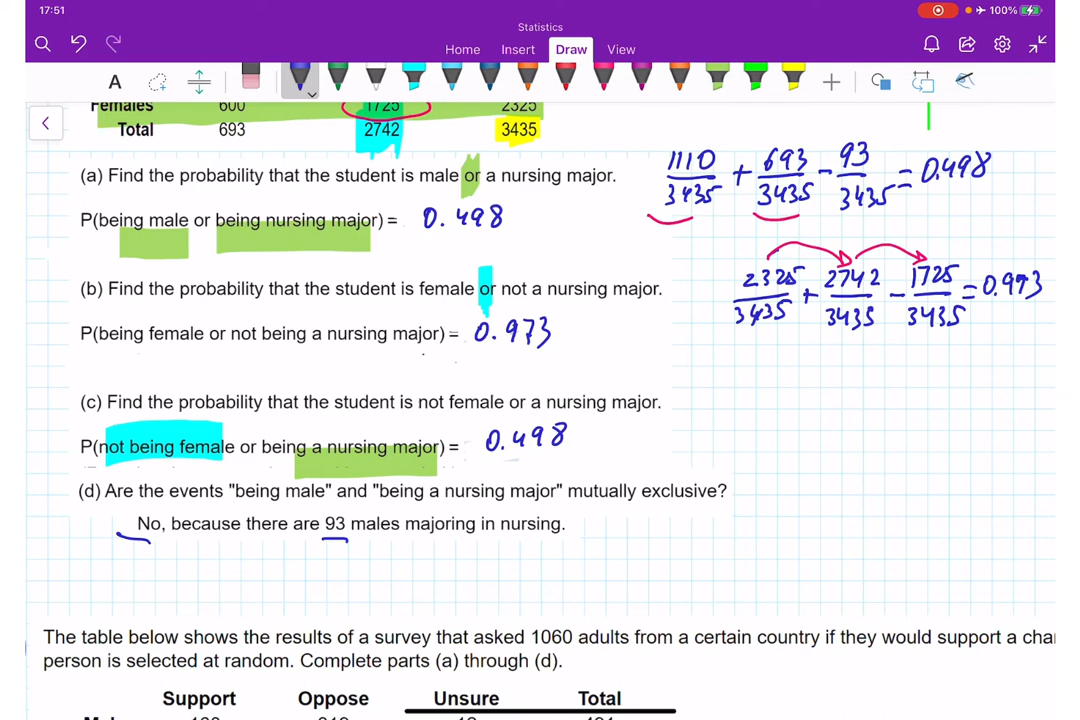 17:51
100%
Statistics
Home Insert Draw View
A
Females 600 1725 2325
Total 693 2742 3435
(a) Find the probability that the student is male or a nursing major.
P(being male or being nursing major) = 0.498
1110/3435 + 693/3435 - 93/3435 = 0.498
(b) Find the probability that the student is female or not a nursing major.
P(being female or not being a nursing major) = 0.973
2325/3435 + 2742/3435 - 1725/3435 = 0.973
(c) Find the probability that the student is not female or a nursing major.
P(not being female or being a nursing major) = 0.498
(d) Are the events "being male" and "being a nursing major" mutually exclusive?
No, because there are 93 males majoring in nursing.
The table below shows the results of a survey that asked 1060 adults from a certain country if they would support a cha
person is selected at random. Complete parts (a) through (d).
Support Oppose Unsure Total